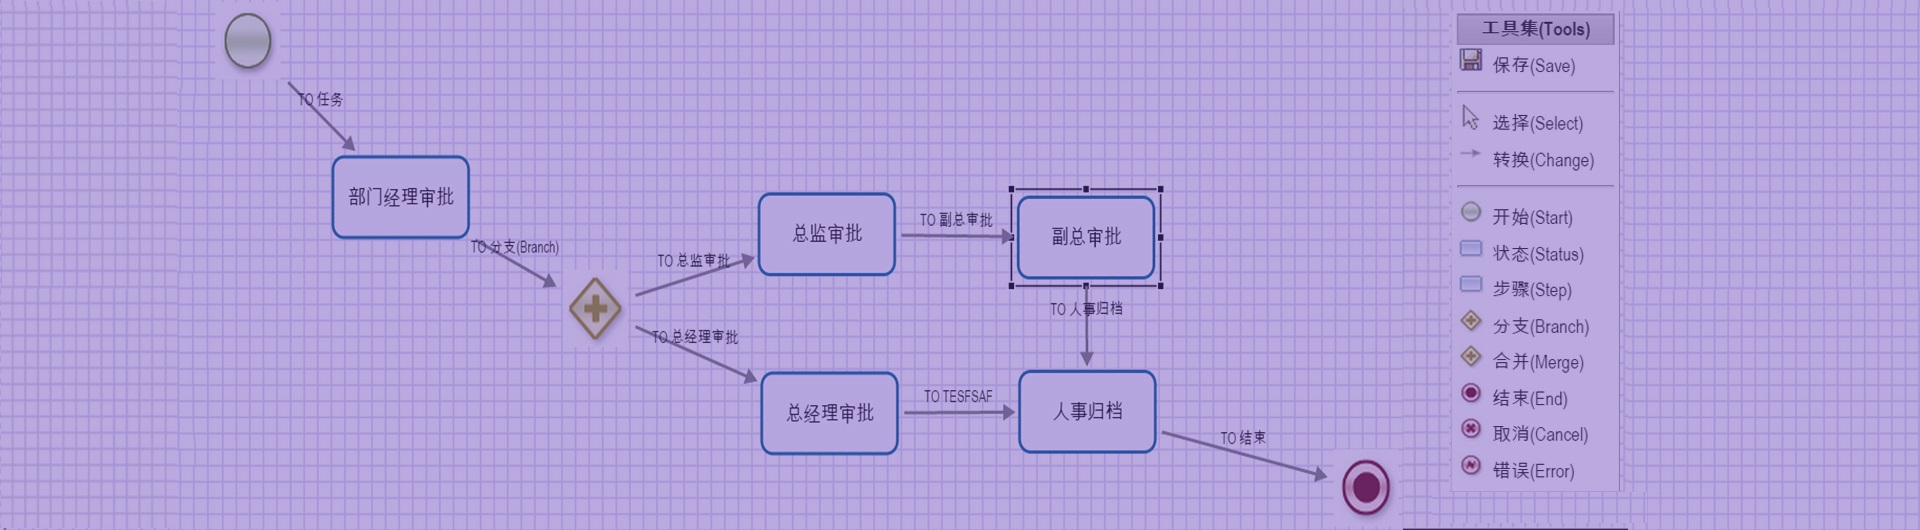 TO 任务
部门经理审批
TO 分支(Branch)
TO 总监审批
总监审批
TO 副总审批
副总审批
TO 人事归档
TO 总经理审批
总经理审批
TO TESFSAF
人事归档
TO 结束
工具集(Tools)
保存(Save)
选择(Select)
转换(Change)
开始(Start)
状态(Status)
步骤(Step)
分支(Branch)
合并(Merge)
结束(End)
取消(Cancel)
错误(Error)